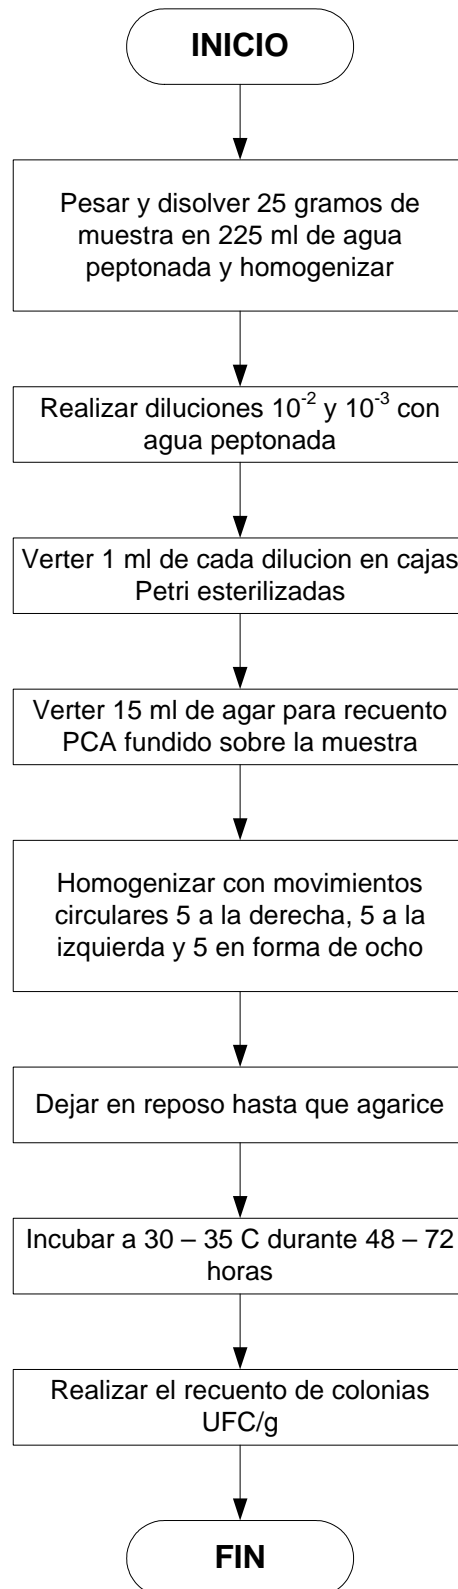 INICIO
Pesar y disolver 25 gramos de
muestra en 225 ml de agua
peptonada y homogenizar
Realizar diluciones 10⁻² y 10⁻³ con
agua peptonada
Verter 1 ml de cada dilucion en cajas
Petri esterilizadas
Verter 15 ml de agar para recuento
PCA fundido sobre la muestra
Homogenizar con movimientos
circulares 5 a la derecha, 5 a la
izquierda y 5 en forma de ocho
Dejar en reposo hasta que agarice
Incubar a 30 – 35 C durante 48 – 72
horas
Realizar el recuento de colonias
UFC/g
FIN